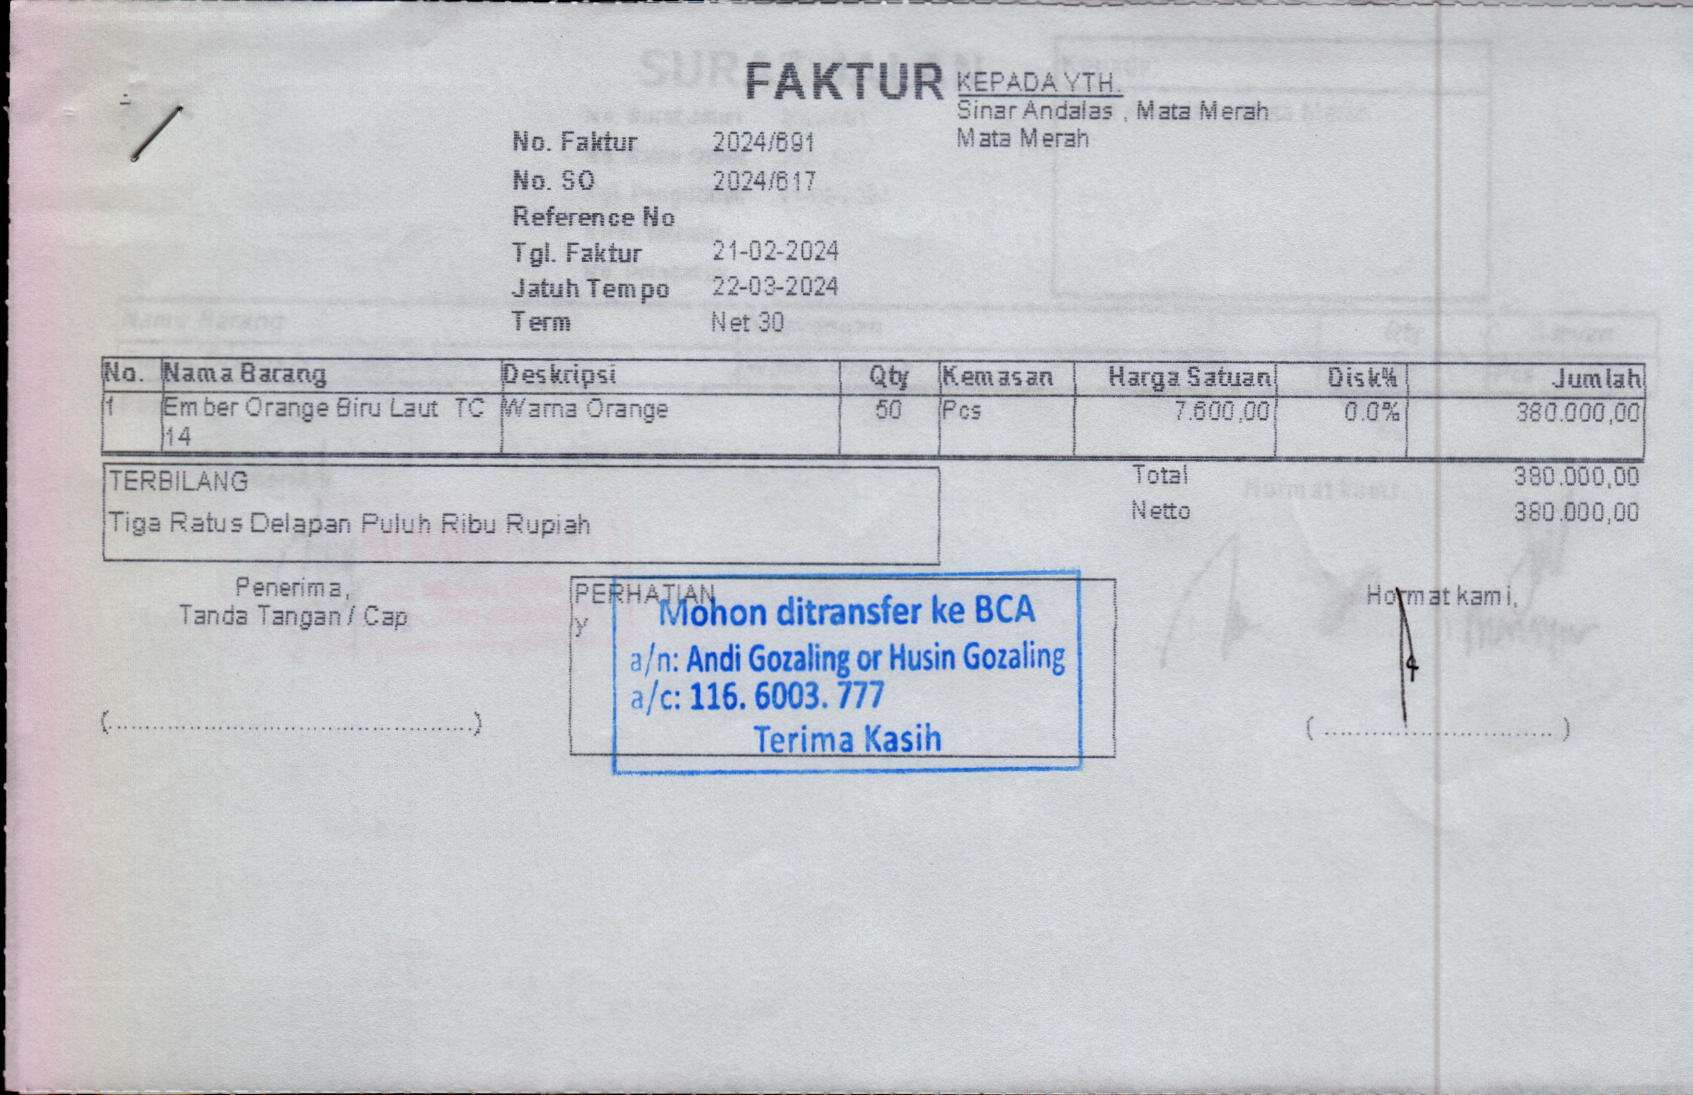 FAKTUR
KEPADA YTH.
Sinar Andalas , Mata Merah
Mata Merah
No. Faktur 2024/691
No. SO 2024/617
Reference No
Tgl. Faktur 21-02-2024
Jatuh Tempo 22-03-2024
Term Net 30
No. Nama Barang Deskripsi Qty Kemasan Harga Satuan Disk% Jumlah
1 Ember Orange Biru Laut TC Warna Orange 50 Pcs 7.600,00 0.0% 380.000,00
14
TERBILANG
Tiga Ratus Delapan Puluh Ribu Rupiah
Total 380.000,00
Netto 380.000,00
Penerima,
Tanda Tangan / Cap
(............................................)
PERHATIAN
y
Mohon ditransfer ke BCA
a/n: Andi Gozaling or Husin Gozaling
a/c: 116. 6003. 777
Terima Kasih
Hormat kami,
(............................)